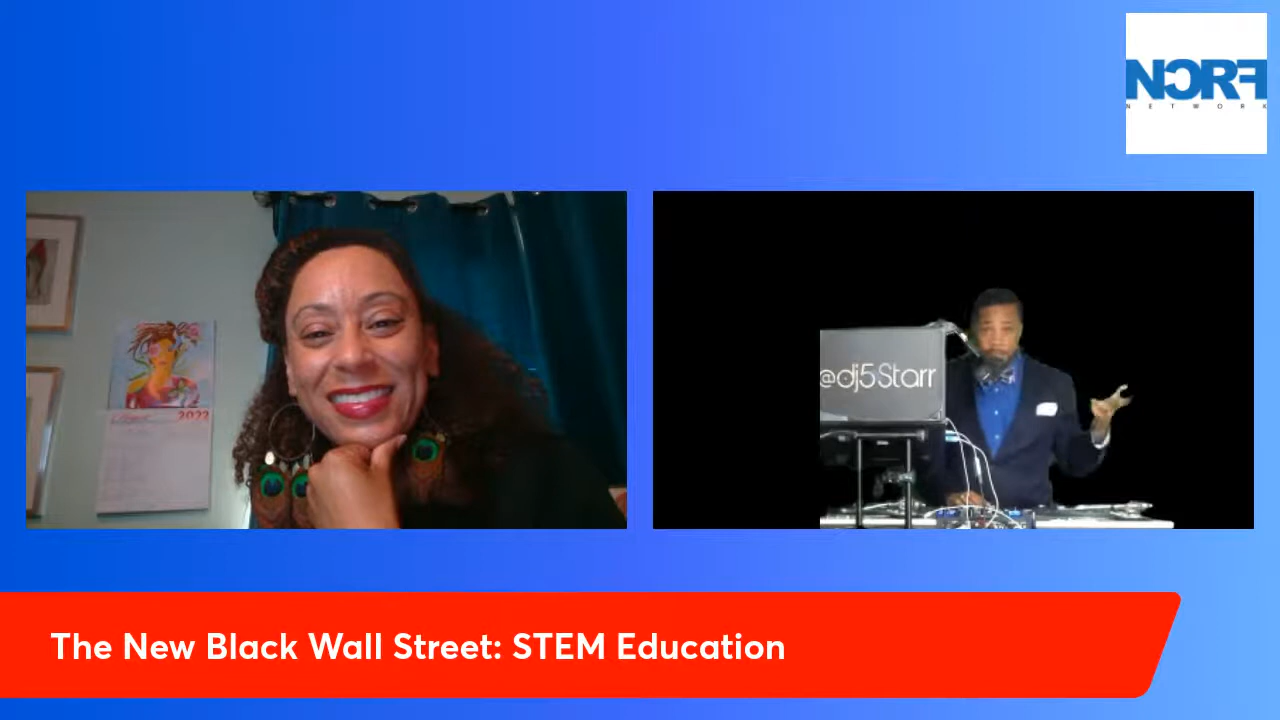 NCRF
NETWORK
2022
@dj5Starr
The New Black Wall Street: STEM Education